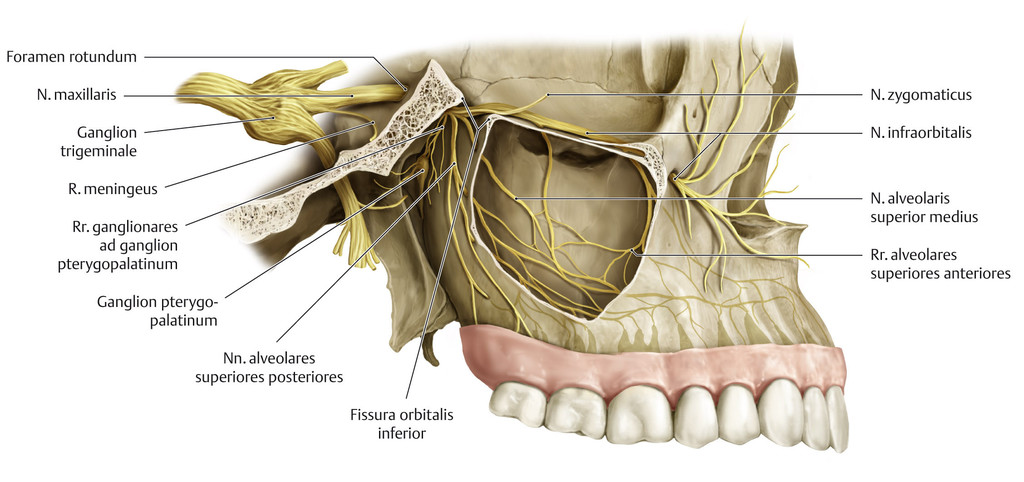 Foramen rotundum
N. maxillaris
Ganglion
trigeminale
R. meningeus
Rr. ganglionares
ad ganglion
pterygopalatinum
Ganglion pterygo-
palatinum
Nn. alveolares
superiores posteriores
Fissura orbitalis
inferior
N. zygomaticus
N. infraorbitalis
N. alveolaris
superior medius
Rr. alveolares
superiores anteriores